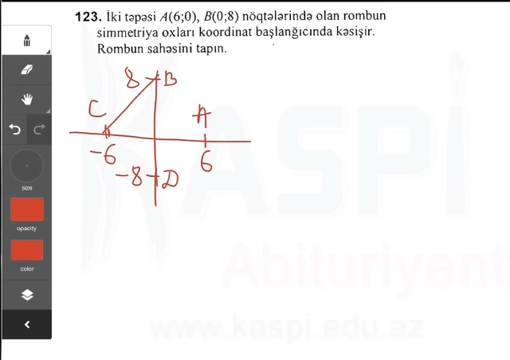 123. İki təpəsi A(6;0), B(0;8) nöqtələrində olan rombun
simmetriya oxları koordinat başlanğıcında kəsişir.
Rombun sahəsini tapın.
8 B
C A
-6 6
-8 D
size
opacity
color
KASPI
Abituriyent
www.kaspi.edu.az